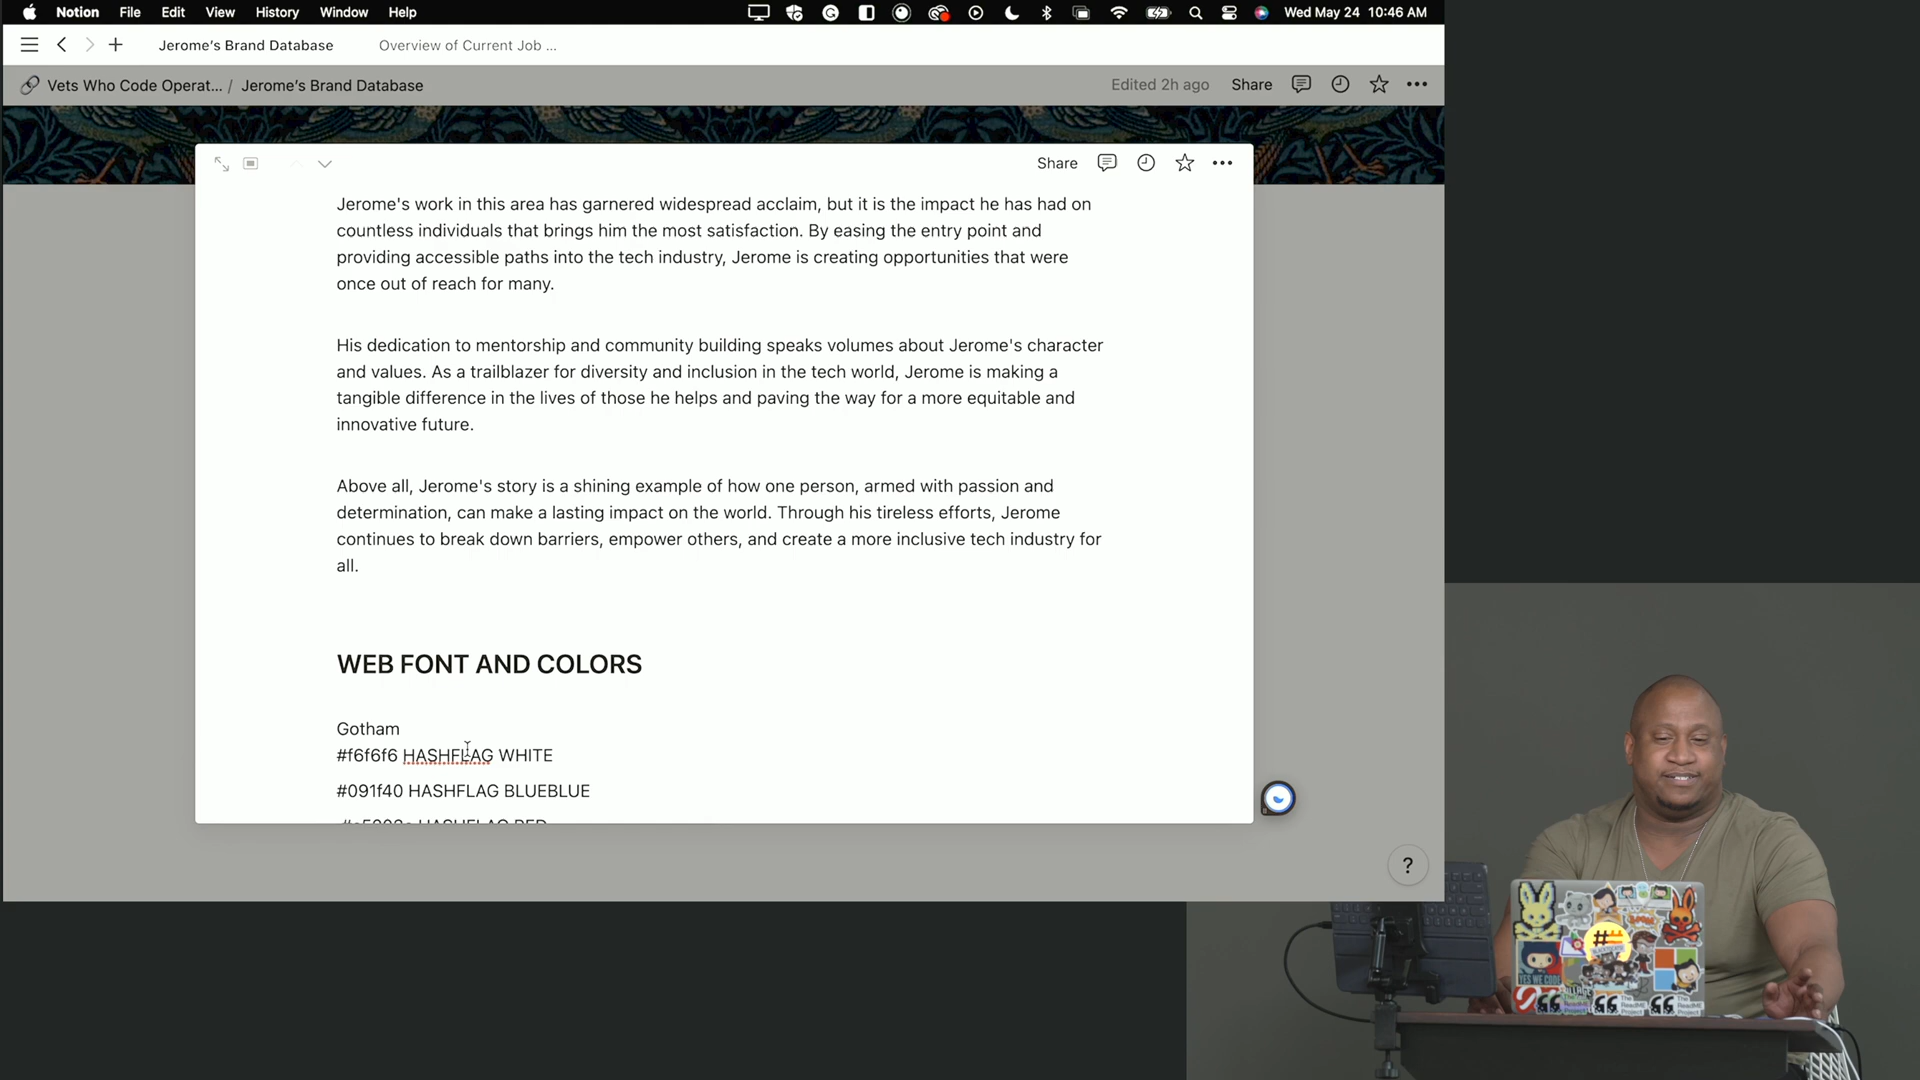 Notion File Edit View History Window Help Wed May 24 10:46 AM
Jerome's Brand Database Overview of Current Job ...
Vets Who Code Operat... / Jerome's Brand Database Edited 2h ago Share
Share
Jerome's work in this area has garnered widespread acclaim, but it is the impact he has had on
countless individuals that brings him the most satisfaction. By easing the entry point and
providing accessible paths into the tech industry, Jerome is creating opportunities that were
once out of reach for many.
His dedication to mentorship and community building speaks volumes about Jerome's character
and values. As a trailblazer for diversity and inclusion in the tech world, Jerome is making a
tangible difference in the lives of those he helps and paving the way for a more equitable and
innovative future.
Above all, Jerome's story is a shining example of how one person, armed with passion and
determination, can make a lasting impact on the world. Through his tireless efforts, Jerome
continues to break down barriers, empower others, and create a more inclusive tech industry for
all.
WEB FONT AND COLORS
Gotham
#f6f6f6 HASHFLAG WHITE
#091f40 HASHFLAG BLUEBLUE
HASHFLAG RED
?
YES WE CODE